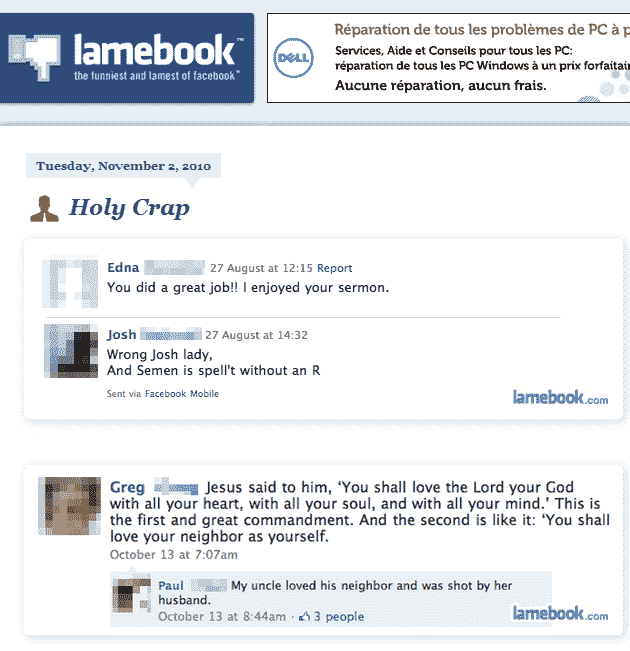 lamebook™
the funniest and lamest of facebook™
DELL
Réparation de tous les problèmes de PC à
Services, Aide et Conseils pour tous les PC:
réparation de tous les PC Windows à un prix
Aucune réparation, aucun frais.
Tuesday, November 2, 2010
Holy Crap
Edna 27 August at 12:15 Report
You did a great job!! I enjoyed your sermon.
Josh 27 August at 14:32
Wrong Josh lady,
And Semen is spell't without an R
Sent via Facebook Mobile
lamebook.com
Greg Jesus said to him, ‘You shall love the Lord your God
with all your heart, with all your soul, and with all your mind.’ This is
the first and great commandment. And the second is like it: ‘You shall
love your neighbor as yourself.
October 13 at 7:07am
Paul My uncle loved his neighbor and was shot by her
husband.
October 13 at 8:44am · 3 people
lamebook.com